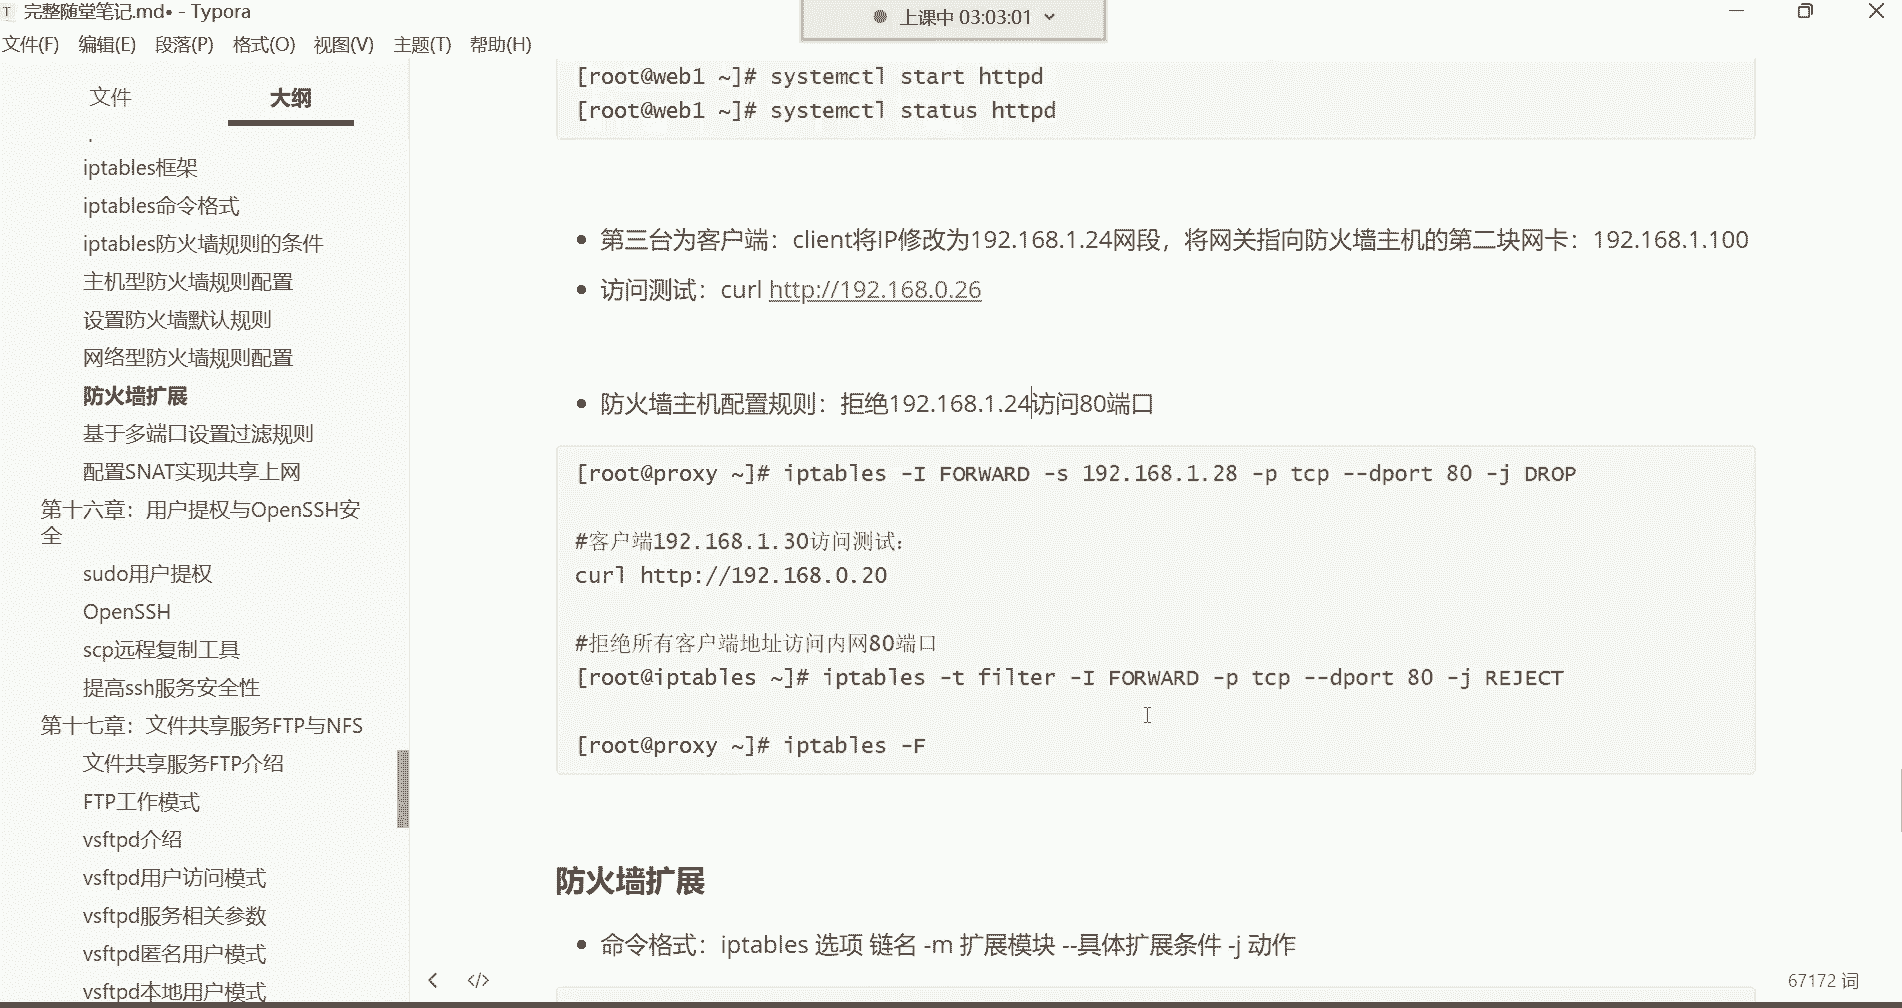 完整随堂笔记.md• - Typora
上课中 03:03:01
文件(F) 编辑(E) 段落(P) 格式(O) 视图(V) 主题(T) 帮助(H)
文件 大纲
iptables框架
iptables命令格式
iptables防火墙规则的条件
主机型防火墙规则配置
设置防火墙默认规则
网络型防火墙规则配置
防火墙扩展
基于多端口设置过滤规则
配置SNAT实现共享上网
第十六章：用户提权与OpenSSH安
全
sudo用户提权
OpenSSH
scp远程复制工具
提高ssh服务安全性
第十七章：文件共享服务FTP与NFS
文件共享服务FTP介绍
FTP工作模式
vsftpd介绍
vsftpd用户访问模式
vsftpd服务相关参数
vsftpd匿名用户模式
vsftpd本地用户模式
[root@web1 ~]# systemctl start httpd
[root@web1 ~]# systemctl status httpd
• 第三台为客户端：client将IP修改为192.168.1.24网段，将网关指向防火墙主机的第二块网卡：192.168.1.100
• 访问测试：curl http://192.168.0.26
• 防火墙主机配置规则：拒绝192.168.1.24访问80端口
[root@proxy ~]# iptables -I FORWARD -s 192.168.1.28 -p tcp --dport 80 -j DROP
#客户端192.168.1.30访问测试：
curl http://192.168.0.20
#拒绝所有客户端地址访问内网80端口
[root@iptables ~]# iptables -t filter -I FORWARD -p tcp --dport 80 -j REJECT
[root@proxy ~]# iptables -F
防火墙扩展
• 命令格式：iptables 选项 链名 -m 扩展模块 --具体扩展条件 -j 动作
67172 词